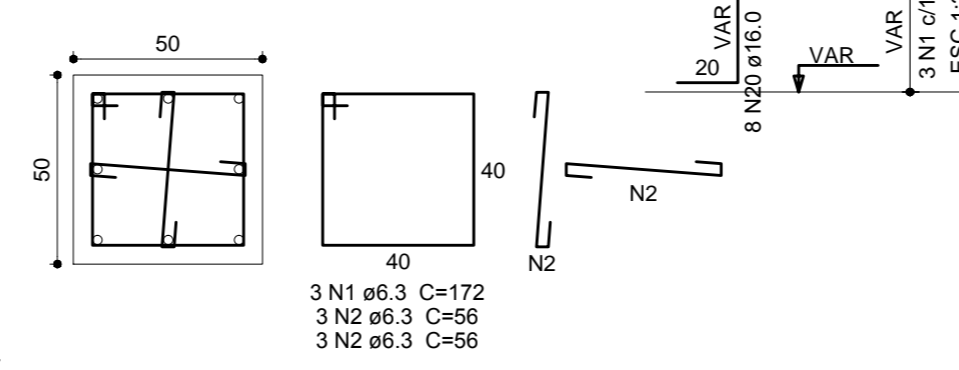 50
50
40
40
N2
N2
3 N1 ø6.3 C=172
3 N2 ø6.3 C=56
3 N2 ø6.3 C=56
VAR
20
8 N20 ø16.0
VAR
VAR
3 N1 c/1